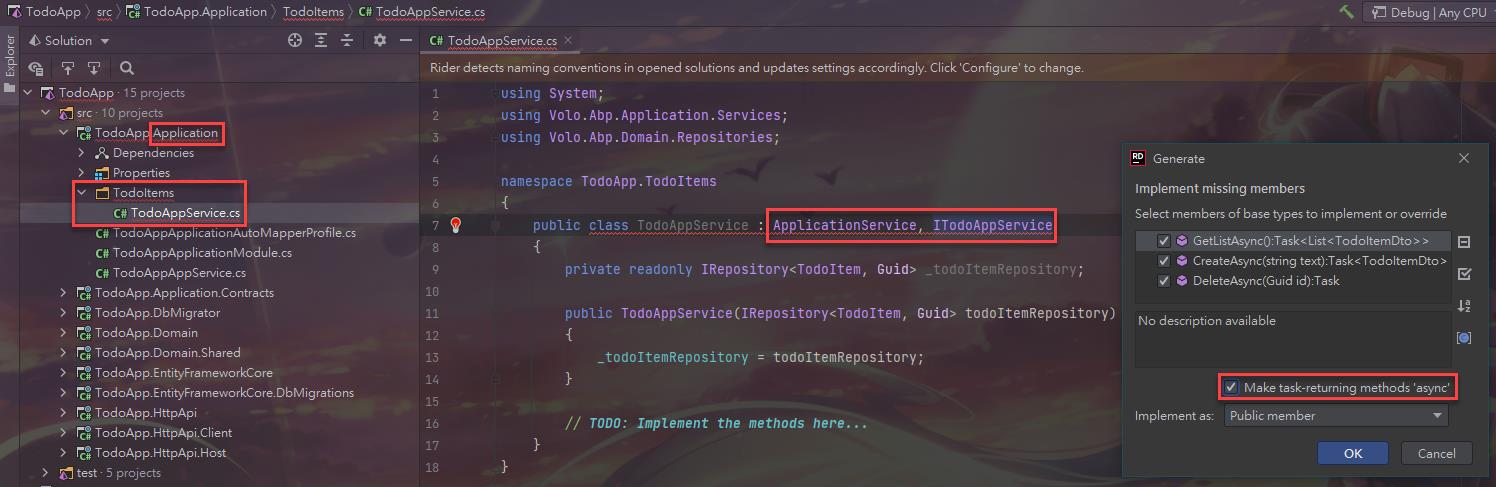 TodoApp › src › TodoApp.Application › TodoItems › TodoAppService.cs
Debug | Any CPU
Explorer
Solution
TodoAppService.cs
Rider detects naming conventions in opened solutions and updates settings accordingly. Click 'Configure' to change.
TodoApp · 15 projects
src · 10 projects
TodoApp.Application
Dependencies
Properties
TodoItems
TodoAppService.cs
TodoAppApplicationAutoMapperProfile.cs
TodoAppApplicationModule.cs
TodoAppAppService.cs
TodoApp.Application.Contracts
TodoApp.DbMigrator
TodoApp.Domain
TodoApp.Domain.Shared
TodoApp.EntityFrameworkCore
TodoApp.EntityFrameworkCore.DbMigrations
TodoApp.HttpApi
TodoApp.HttpApi.Client
TodoApp.HttpApi.Host
test · 5 projects
1 using System;
2 using Volo.Abp.Application.Services;
3 using Volo.Abp.Domain.Repositories;
4
5 namespace TodoApp.TodoItems
6 {
7 public class TodoAppService : ApplicationService, ITodoAppService
8 {
9 private readonly IRepository<TodoItem, Guid> _todoItemRepository;
10
11 public TodoAppService(IRepository<TodoItem, Guid> todoItemRepository)
12 {
13 _todoItemRepository = todoItemRepository;
14 }
15
16 // TODO: Implement the methods here...
17 }
18 }
RD Generate
Implement missing members
Select members of base types to implement or override
GetListAsync():Task<List<TodoItemDto>>
CreateAsync(string text):Task<TodoItemDto>
DeleteAsync(Guid id):Task
No description available
Make task-returning methods 'async'
Implement as: Public member
OK Cancel